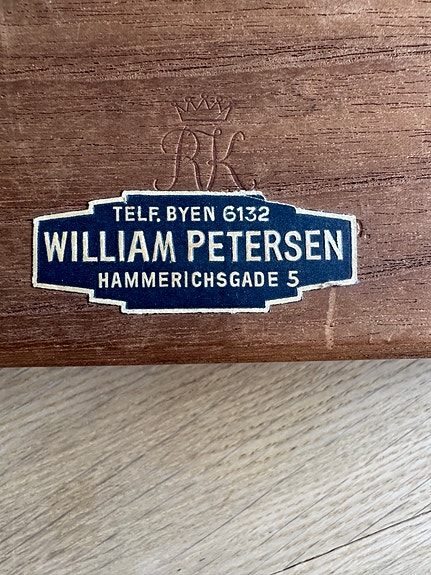 RK
TELF. BYEN 6132
WILLIAM PETERSEN
HAMMERICHSGADE 5